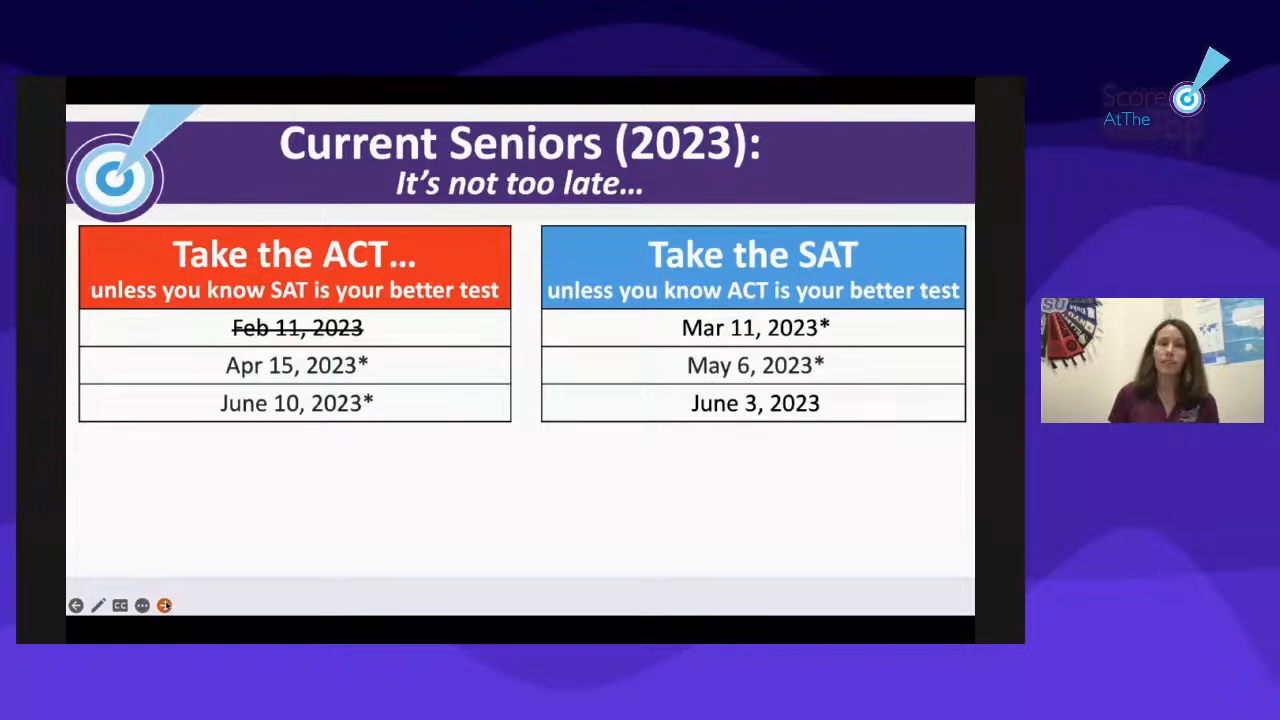 Current Seniors (2023):
It's not too late…
Take the ACT…
unless you know SAT is your better test
Feb 11, 2023
Apr 15, 2023*
June 10, 2023*
Take the SAT
unless you know ACT is your better test
Mar 11, 2023*
May 6, 2023*
June 3, 2023
Score
AtThe
CC
SU